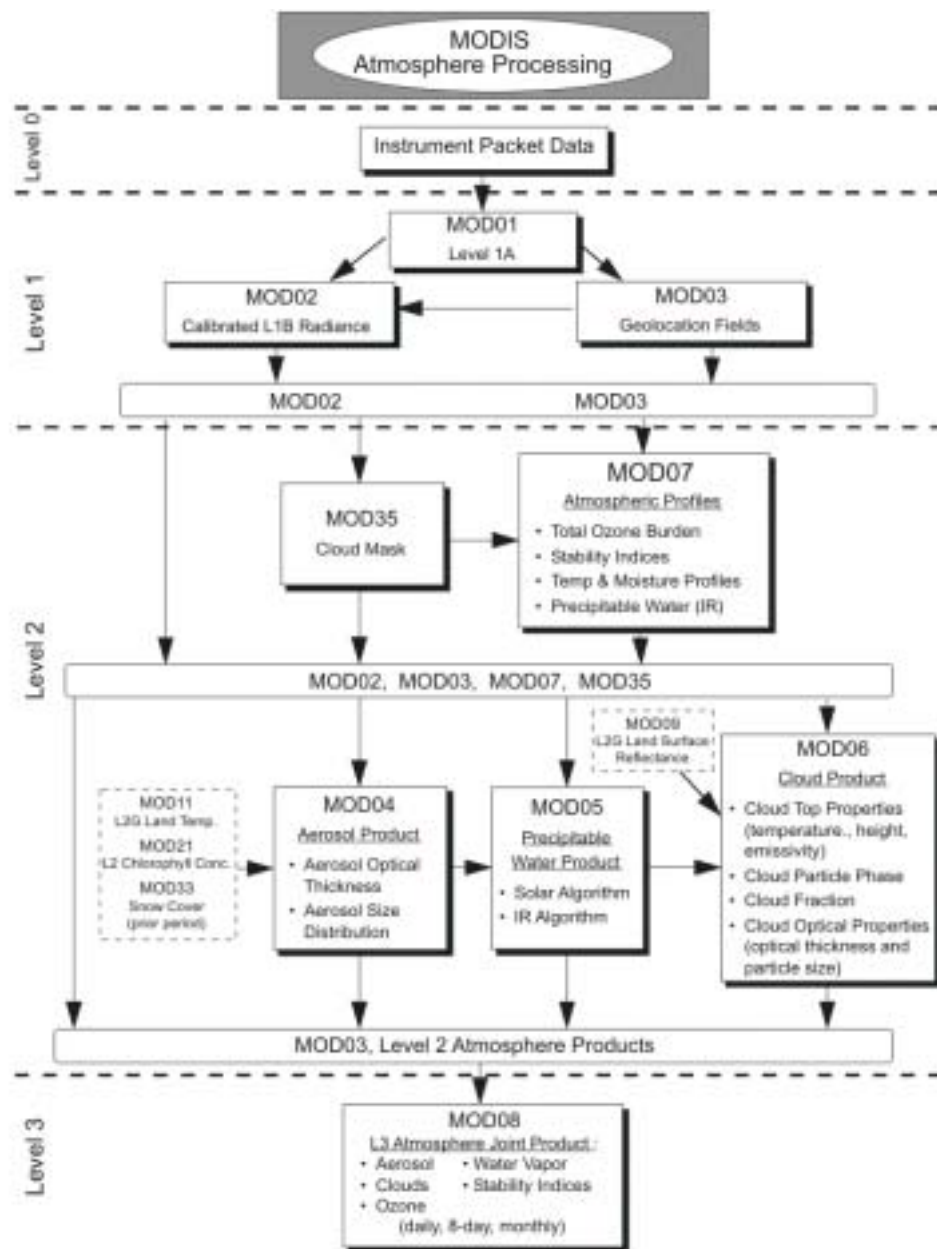 MODIS
Atmosphere Processing
Level 0
Instrument Packet Data
Level 1
MOD01
Level 1A
MOD02
Calibrated L1B Radiance
MOD03
Geolocation Fields
MOD02 MOD03
Level 2
MOD35
Cloud Mask
MOD07
Atmospheric Profiles
• Total Ozone Burden
• Stability Indices
• Temp & Moisture Profiles
• Precipitable Water (IR)
MOD02, MOD03, MOD07, MOD35
MOD11
L2G Land Temp.
MOD21
L2 Chlorophyll Conc.
MOD33
Snow Cover
(prior period)
MOD04
Aerosol Product
• Aerosol Optical
Thickness
• Aerosol Size
Distribution
MOD05
Precipitable
Water Product
• Solar Algorithm
• IR Algorithm
MOD09
L2G Land Surface
Reflectance
MOD06
Cloud Product
• Cloud Top Properties
(temperature., height,
emissivity)
• Cloud Particle Phase
• Cloud Fraction
• Cloud Optical Properties
(optical thickness and
particle size)
MOD03, Level 2 Atmosphere Products
Level 3
MOD08
L3 Atmosphere Joint Product :
• Aerosol • Water Vapor
• Clouds • Stability Indices
• Ozone
(daily, 8-day, monthly)